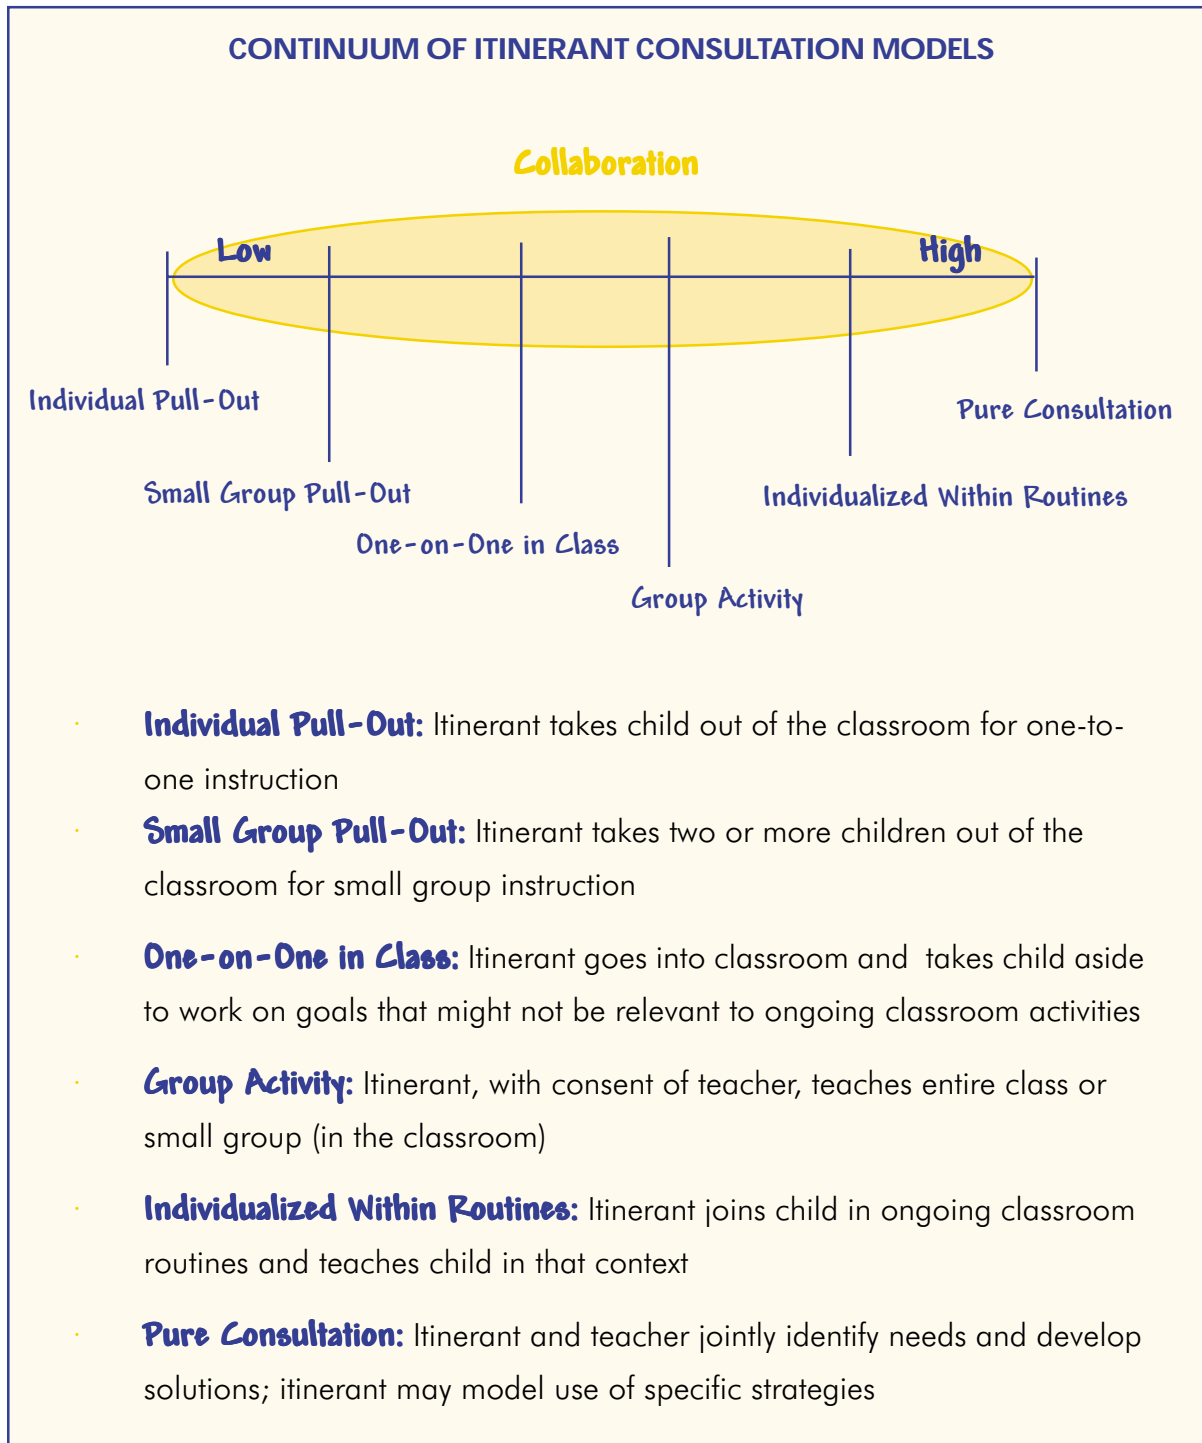 CONTINUUM OF ITINERANT CONSULTATION MODELS
Collaboration
Low
High
Individual Pull-Out
Pure Consultation
Small Group Pull-Out
Individualized Within Routines
One-on-One in Class
Group Activity
· Individual Pull-Out: Itinerant takes child out of the classroom for one-to-
one instruction
· Small Group Pull-Out: Itinerant takes two or more children out of the
classroom for small group instruction
· One-on-One in Class: Itinerant goes into classroom and takes child aside
to work on goals that might not be relevant to ongoing classroom activities
· Group Activity: Itinerant, with consent of teacher, teaches entire class or
small group (in the classroom)
· Individualized Within Routines: Itinerant joins child in ongoing classroom
routines and teaches child in that context
· Pure Consultation: Itinerant and teacher jointly identify needs and develop
solutions; itinerant may model use of specific strategies